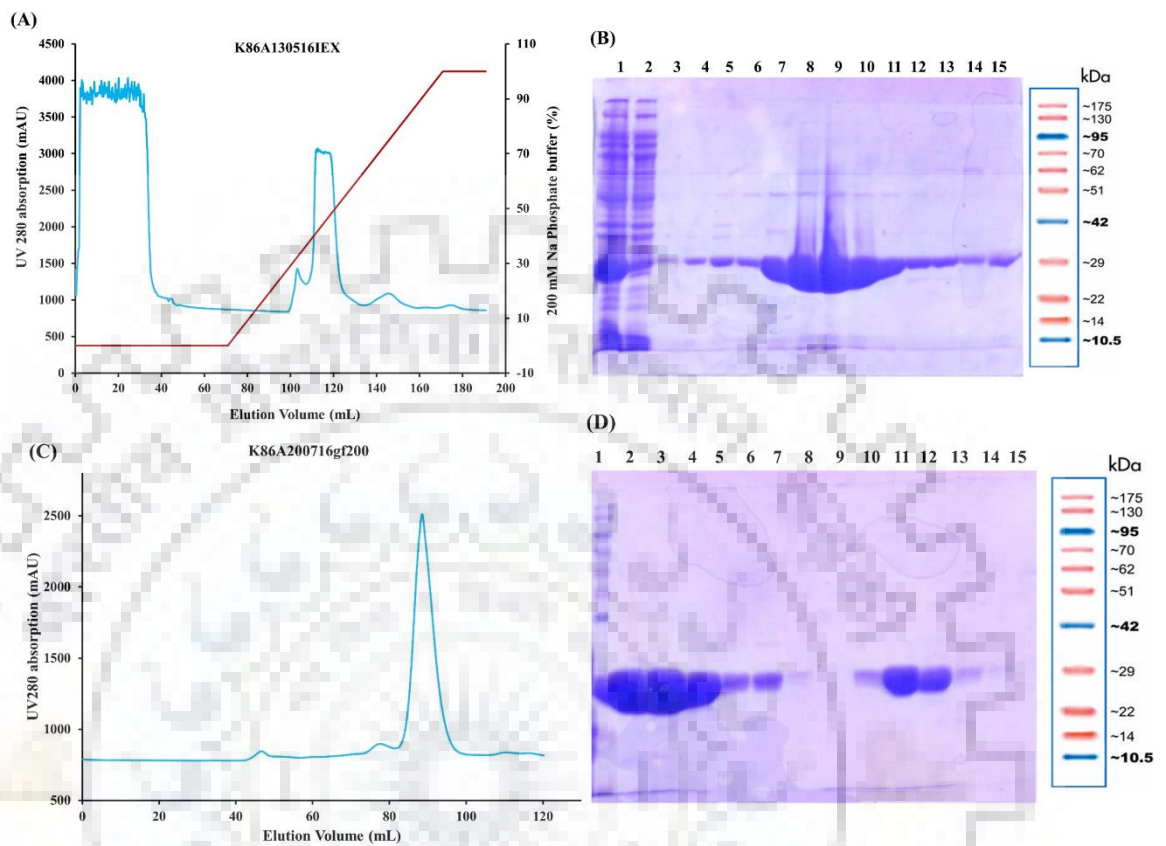 (A)
K86A130516IEX
4500
4000
3500
3000
2500
2000
1500
1000
500
0
UV 280 absorption (mAU)
110
90
70
50
30
10
-10
200 mM Na Phosphate buffer (%)
0 20 40 60 80 100 120 140 160 180 200
Elution Volume (mL)
(B)
1 2 3 4 5 6 7 8 9 10 11 12 13 14 15
kDa
~175
~130
~95
~70
~62
~51
~42
~29
~22
~14
~10.5
(C)
K86A200716gf200
2500
2000
1500
1000
500
UV280 absorption (mAU)
0 20 40 60 80 100 120
Elution Volume (mL)
(D)
1 2 3 4 5 6 7 8 9 10 11 12 13 14 15
kDa
~175
~130
~95
~70
~62
~51
~42
~29
~22
~14
~10.5